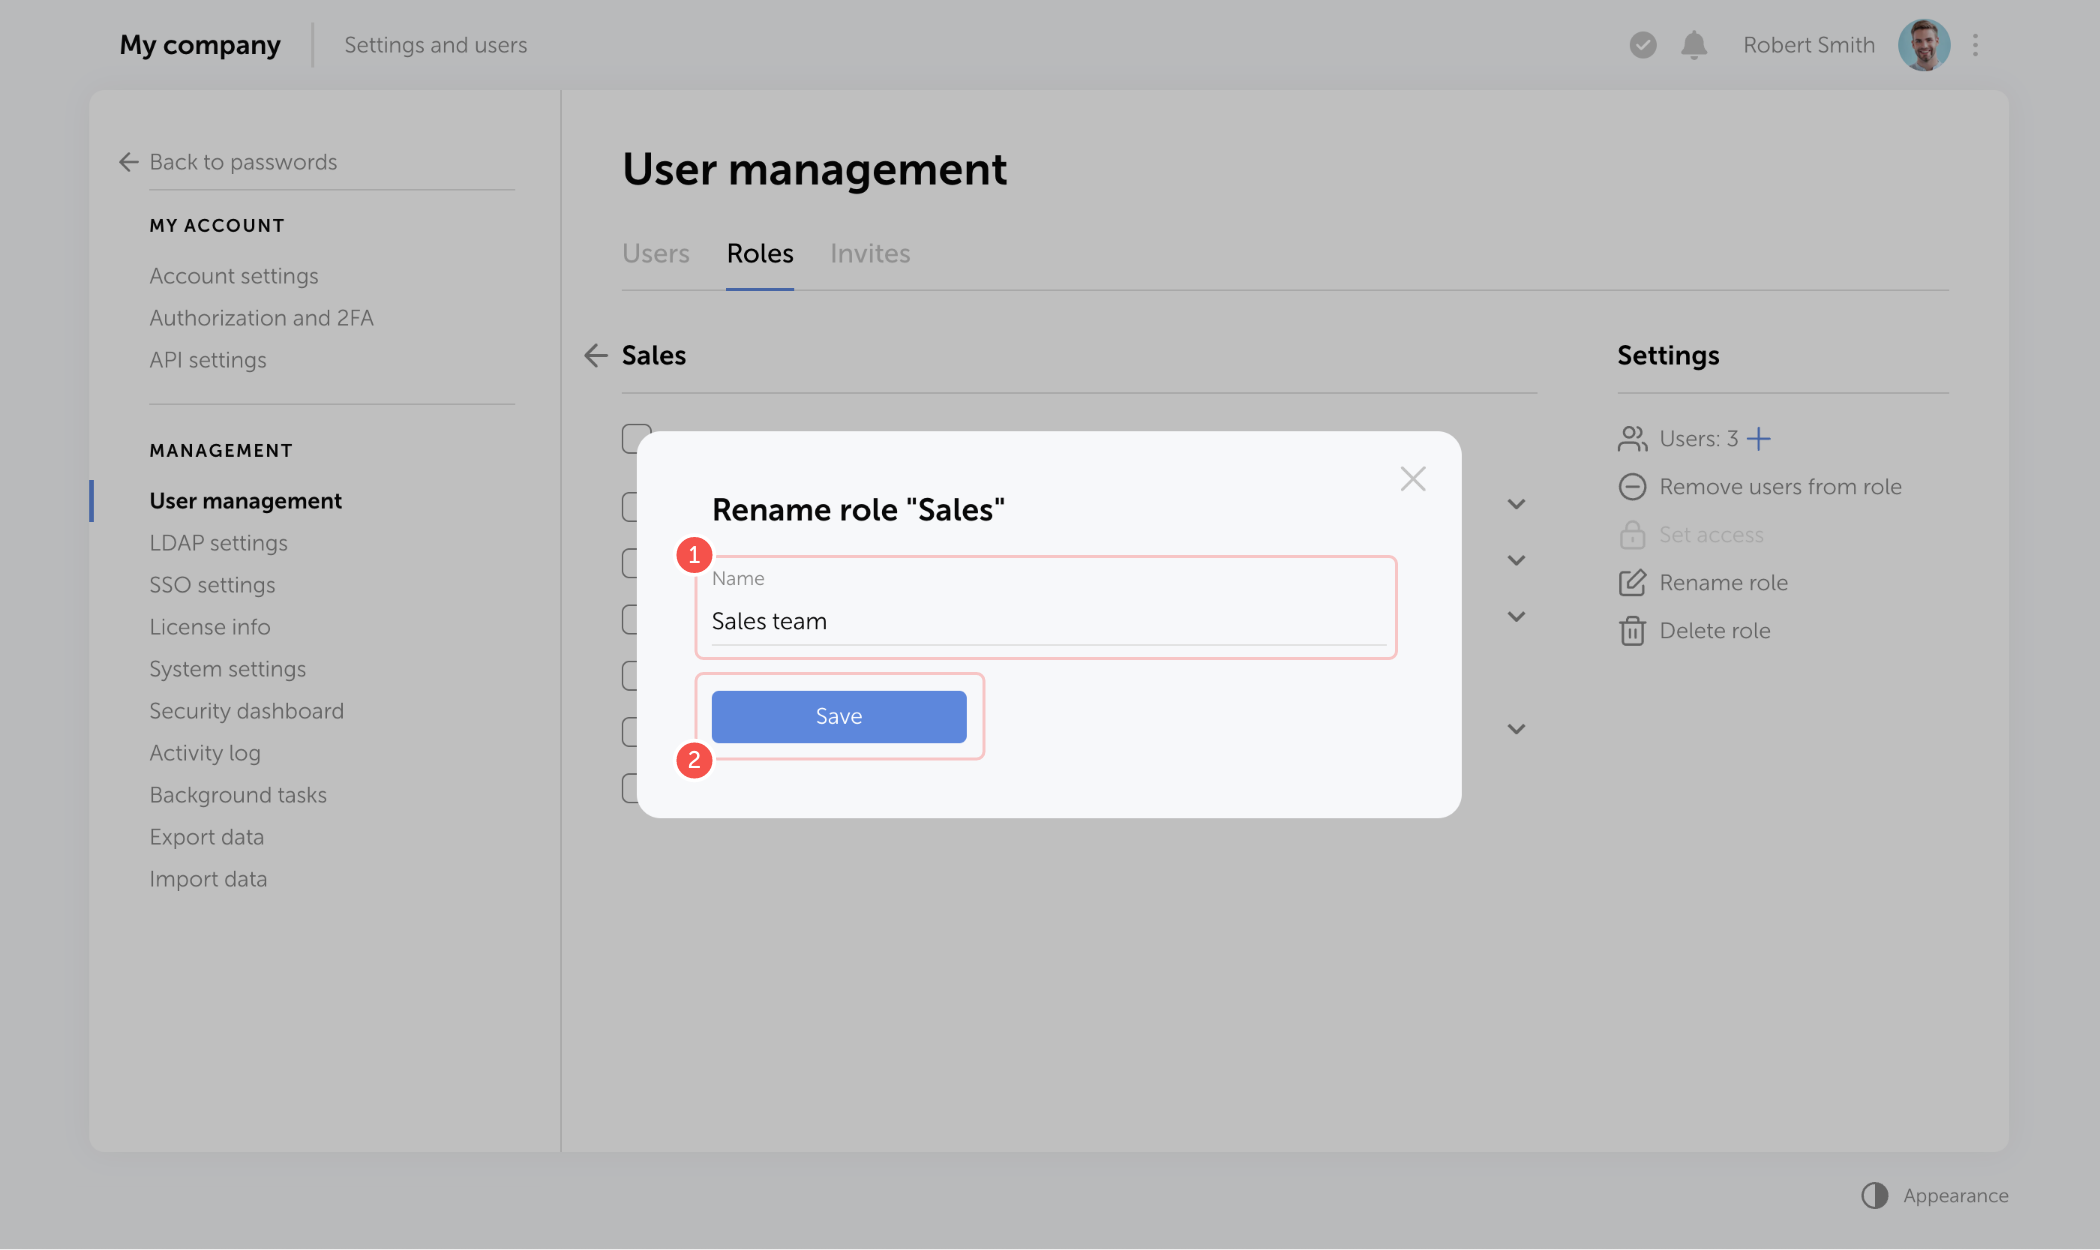 My company
Settings and users
Robert Smith
Back to passwords
MY ACCOUNT
Account settings
Authorization and 2FA
API settings
MANAGEMENT
User management
LDAP settings
SSO settings
License info
System settings
Security dashboard
Activity log
Background tasks
Export data
Import data
User management
Users
Roles
Invites
Sales
Settings
Users: 3
Remove users from role
Set access
Rename role
Delete role
Rename role "Sales"
1
Name
Sales team
Save
2
Appearance